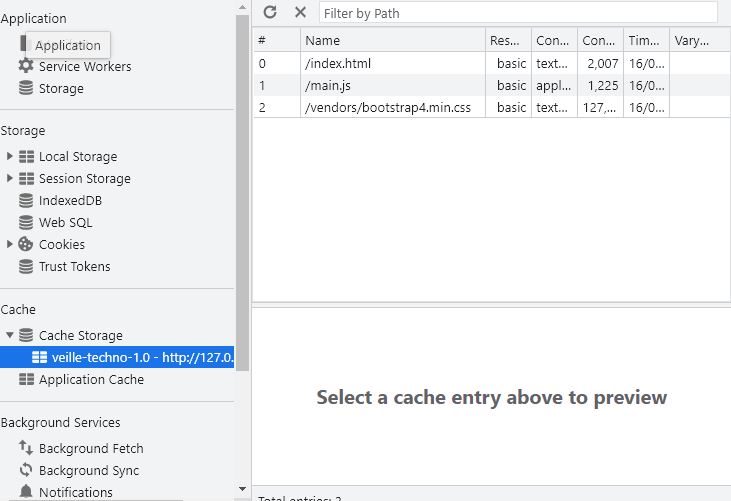 Application
Application
Service Workers
Storage
Storage
Local Storage
Session Storage
IndexedDB
Web SQL
Cookies
Trust Tokens
Cache
Cache Storage
veille-techno-1.0 - http://127.0.
Application Cache
Background Services
Background Fetch
Background Sync
Notifications
Filter by Path
# Name Res... Con... Con... Tim... Vary...
0 /index.html basic text... 2,007 16/0...
1 /main.js basic appl... 1,225 16/0...
2 /vendors/bootstrap4.min.css basic text... 127,... 16/0...
Select a cache entry above to preview
Total entries: 3